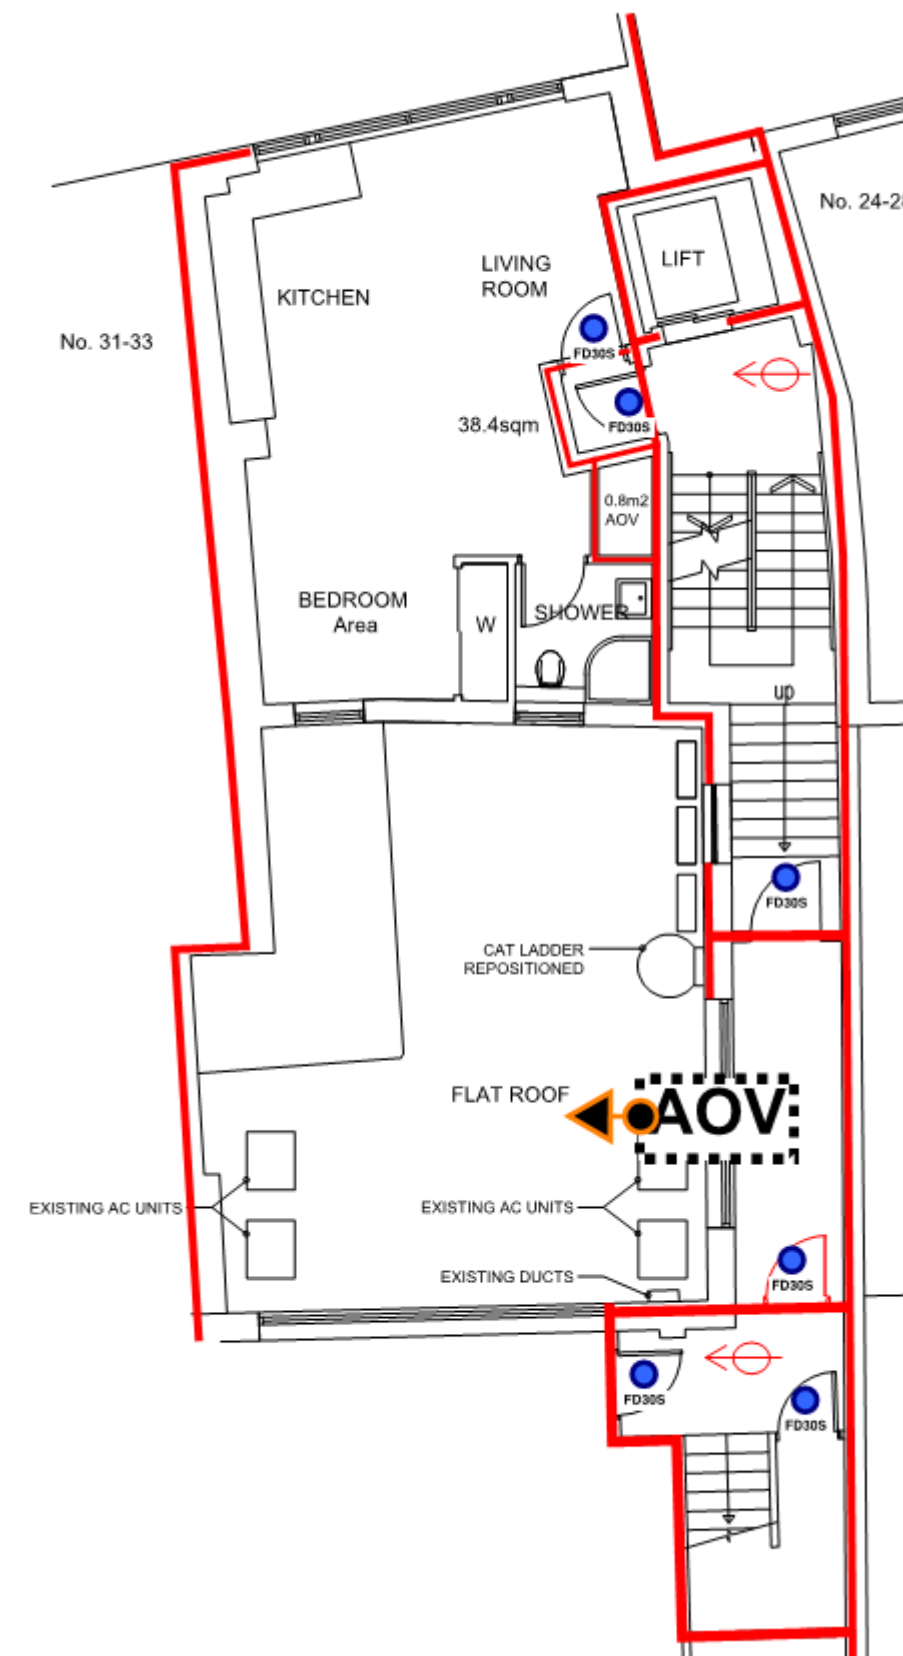 No. 24-28
LIFT
LIVING
ROOM
KITCHEN
No. 31-33
FD30S
38.4sqm
FD30S
0.8m2
AOV
BEDROOM
Area
W
SHOWER
UP
FD30S
CAT LADDER
REPOSITIONED
FLAT ROOF
AOV
EXISTING AC UNITS
EXISTING AC UNITS
EXISTING DUCTS
FD30S
FD30S
FD30S